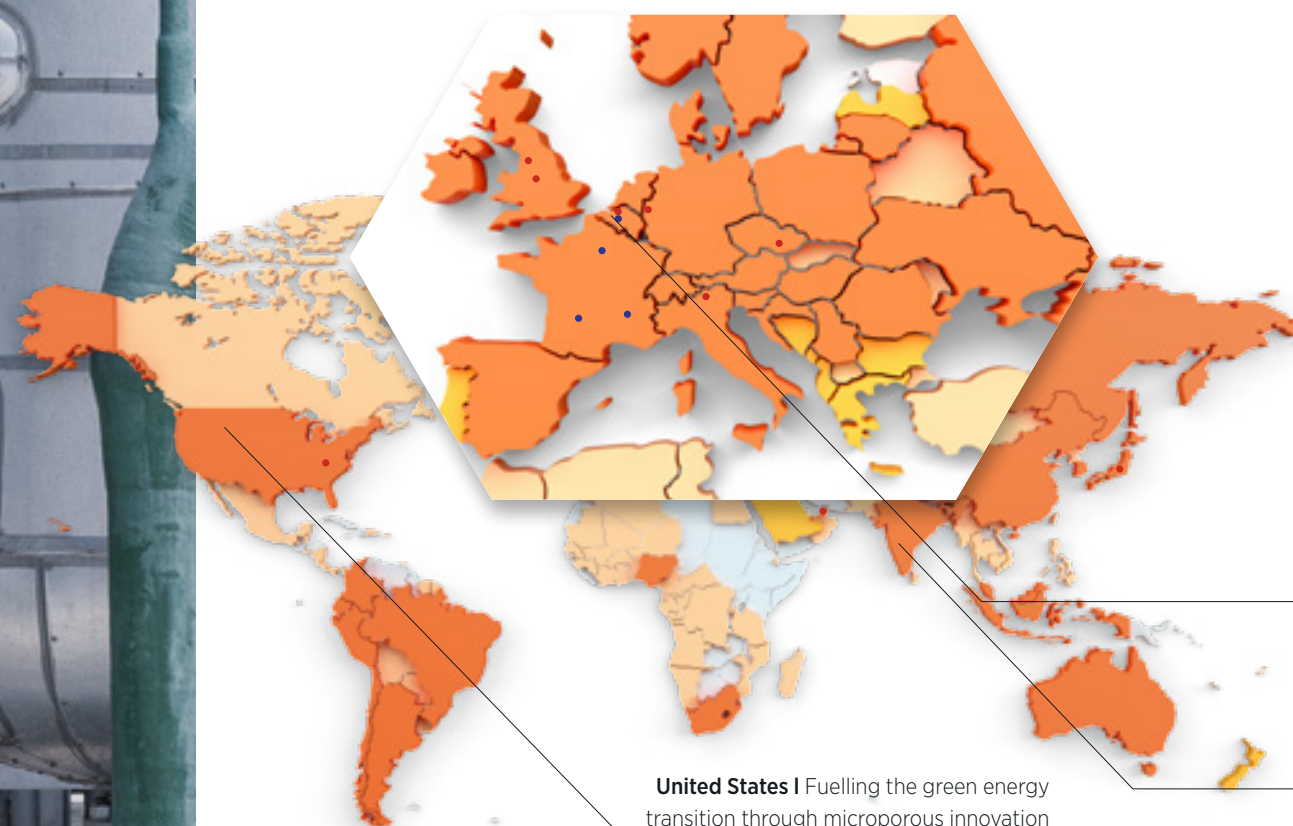 United States I Fuelling the green energy
transition through microporous innovation